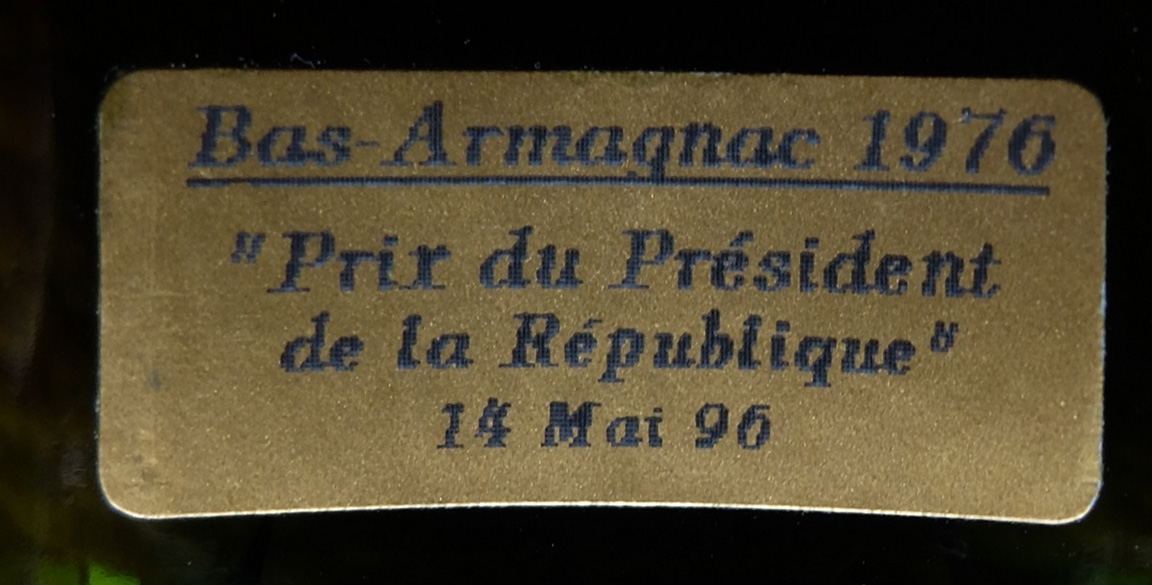 Bas-Armagnac 1976
"Prix du Président
de la République"
14 Mai 96